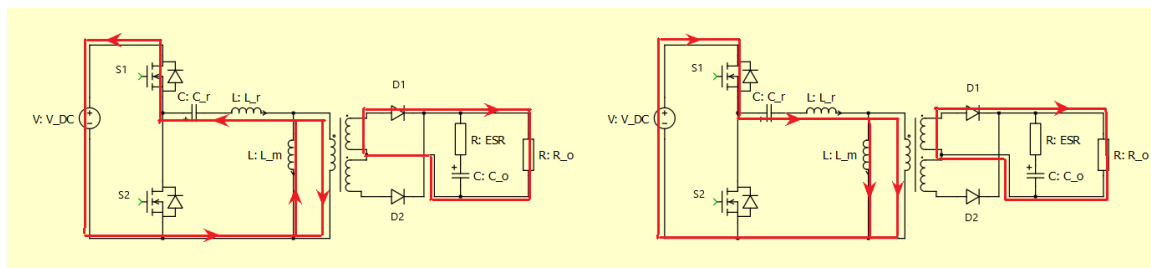 S1
D1
C: C_r
L: L_r
V: V_DC
R: ESR
R: R_o
L: L_m
C: C_o
S2
D2
S1
D1
C: C_r
L: L_r
V: V_DC
R: ESR
R: R_o
L: L_m
C: C_o
S2
D2